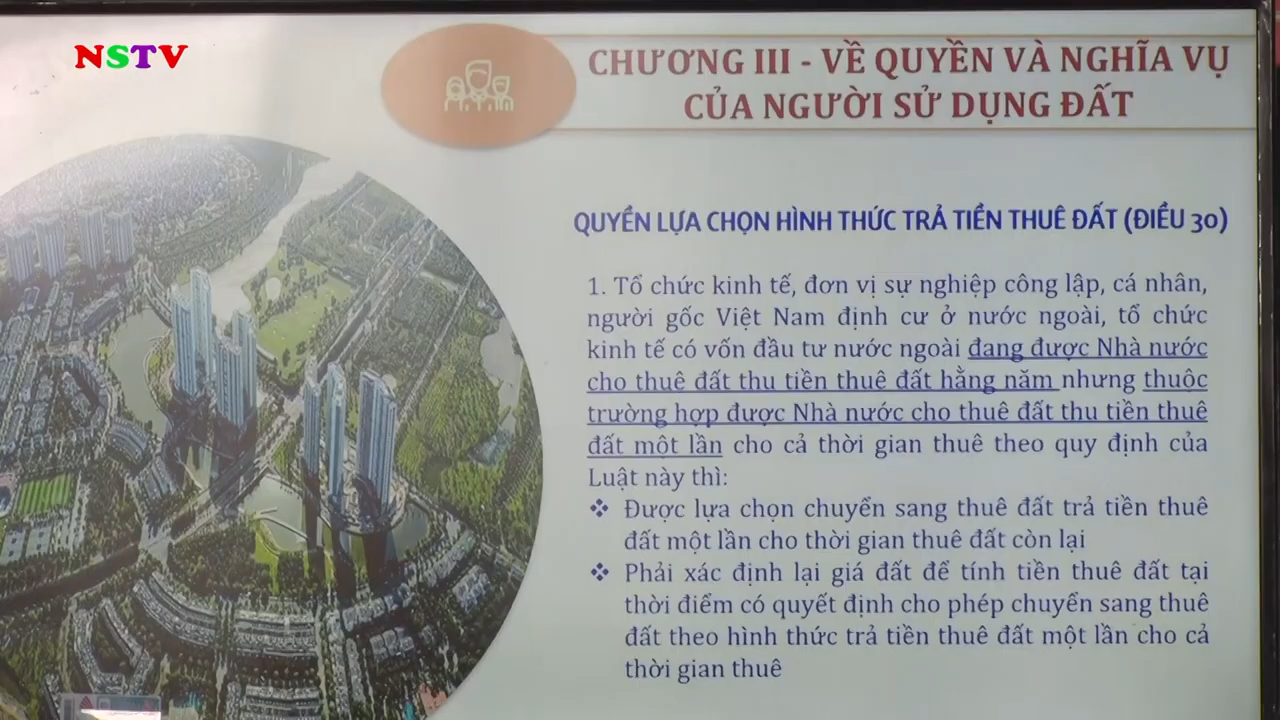 NSTV
CHƯƠNG III - VỀ QUYỀN VÀ NGHĨA VỤ
CỦA NGƯỜI SỬ DỤNG ĐẤT
QUYỀN LỰA CHỌN HÌNH THỨC TRẢ TIỀN THUÊ ĐẤT (ĐIỀU 30)
1. Tổ chức kinh tế, đơn vị sự nghiệp công lập, cá nhân,
người gốc Việt Nam định cư ở nước ngoài, tổ chức
kinh tế có vốn đầu tư nước ngoài đang được Nhà nước
cho thuê đất thu tiền thuê đất hằng năm nhưng thuộc
trường hợp được Nhà nước cho thuê đất thu tiền thuê
đất một lần cho cả thời gian thuê theo quy định của
Luật này thì:
❖ Được lựa chọn chuyển sang thuê đất trả tiền thuê
đất một lần cho thời gian thuê đất còn lại
❖ Phải xác định lại giá đất để tính tiền thuê đất tại
thời điểm có quyết định cho phép chuyển sang thuê
đất theo hình thức trả tiền thuê đất một lần cho cả
thời gian thuê